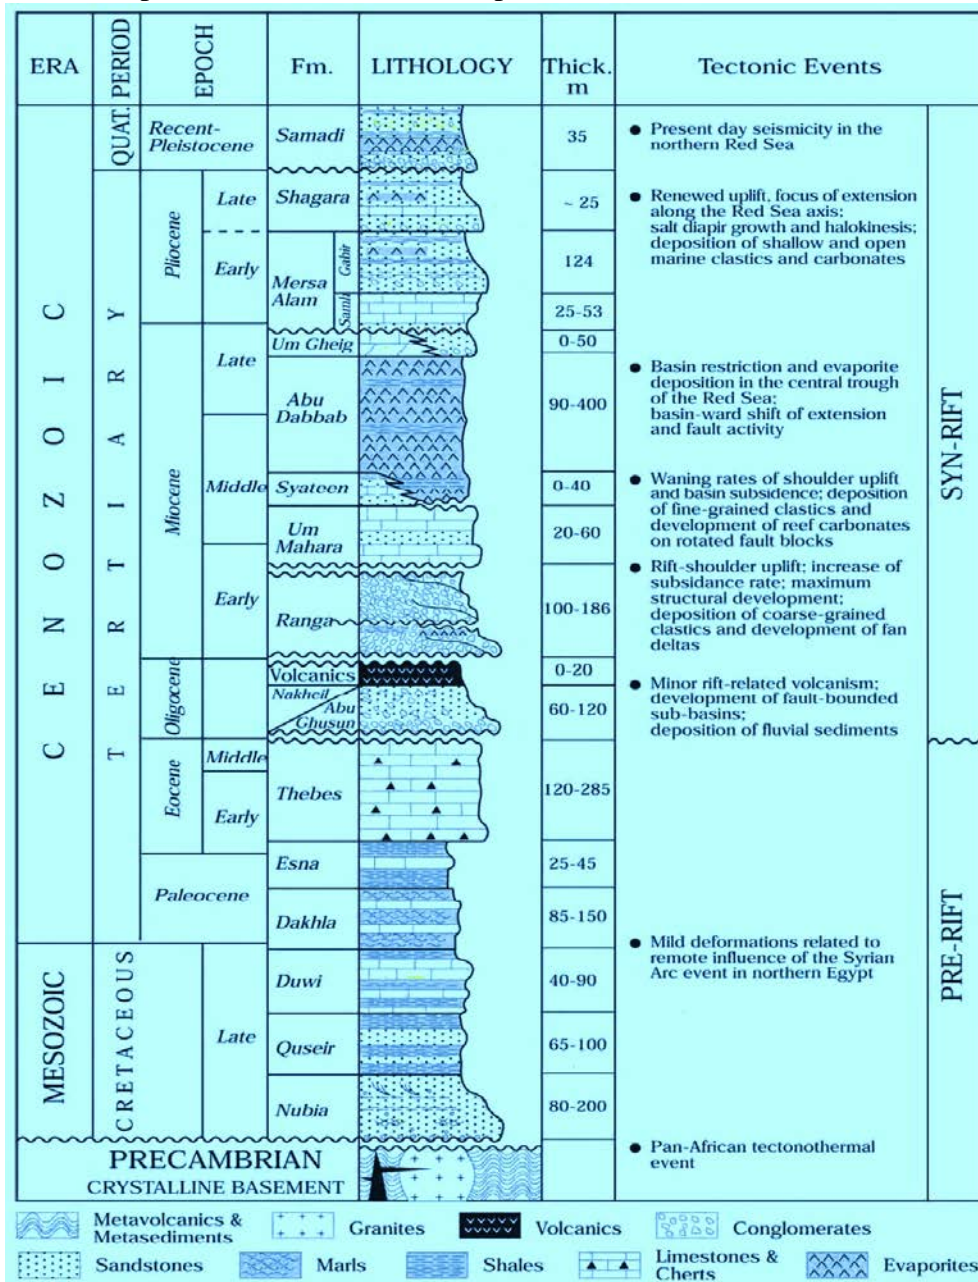 ERA
PERIOD
EPOCH
Fm.
LITHOLOGY
Thick.
m
Tectonic Events
CENOZOIC
QUAT.
Recent-
Pleistocene
Samadi
35
● Present day seismicity in the
northern Red Sea
SYN-RIFT
TERTIARY
Pliocene
Late
Shagara
~ 25
● Renewed uplift, focus of extension
along the Red Sea axis;
salt diapir growth and halokinesis;
deposition of shallow and open
marine clastics and carbonates
Early
Mersa
Alam
Gabir
124
Samh
25-53
Miocene
Late
Um Gheig
0-50
Abu
Dabbab
90-400
● Basin restriction and evaporite
deposition in the central trough
of the Red Sea;
basin-ward shift of extension
and fault activity
Middle
Syateen
0-40
● Waning rates of shoulder uplift
and basin subsidence; deposition
of fine-grained clastics and
development of reef carbonates
on rotated fault blocks
Um
Mahara
20-60
Early
Ranga
100-186
● Rift-shoulder uplift; increase of
subsidance rate; maximum
structural development;
deposition of coarse-grained
clastics and development of fan
deltas
Oligocene
Volcanics
0-20
Nakheil
Abu
Ghusun
60-120
● Minor rift-related volcanism;
development of fault-bounded
sub-basins;
deposition of fluvial sediments
Eocene
Middle
Early
Thebes
120-285
PRE-RIFT
Paleocene
Esna
25-45
Dakhla
85-150
● Mild deformations related to
remote influence of the Syrian
Arc event in northern Egypt
MESOZOIC
CRETACEOUS
Late
Duwi
40-90
Quseir
65-100
Nubia
80-200
PRECAMBRIAN
CRYSTALLINE BASEMENT
● Pan-African tectonothermal
event
Metavolcanics &
Metasediments
Granites
Volcanics
Conglomerates
Sandstones
Marls
Shales
Limestones &
Cherts
Evaporites